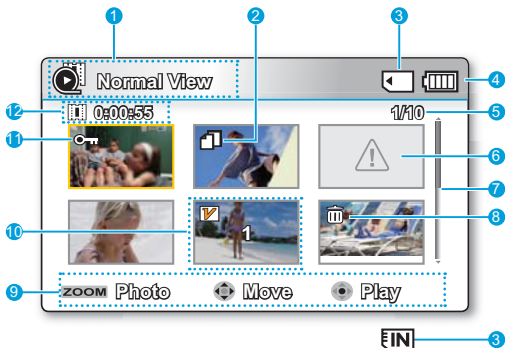 1 2 3
Normal View 4
12 0:00:55 1/10 5
11 6
7
10 V 1 8
9 ZOOM Photo Move Play
IN 3